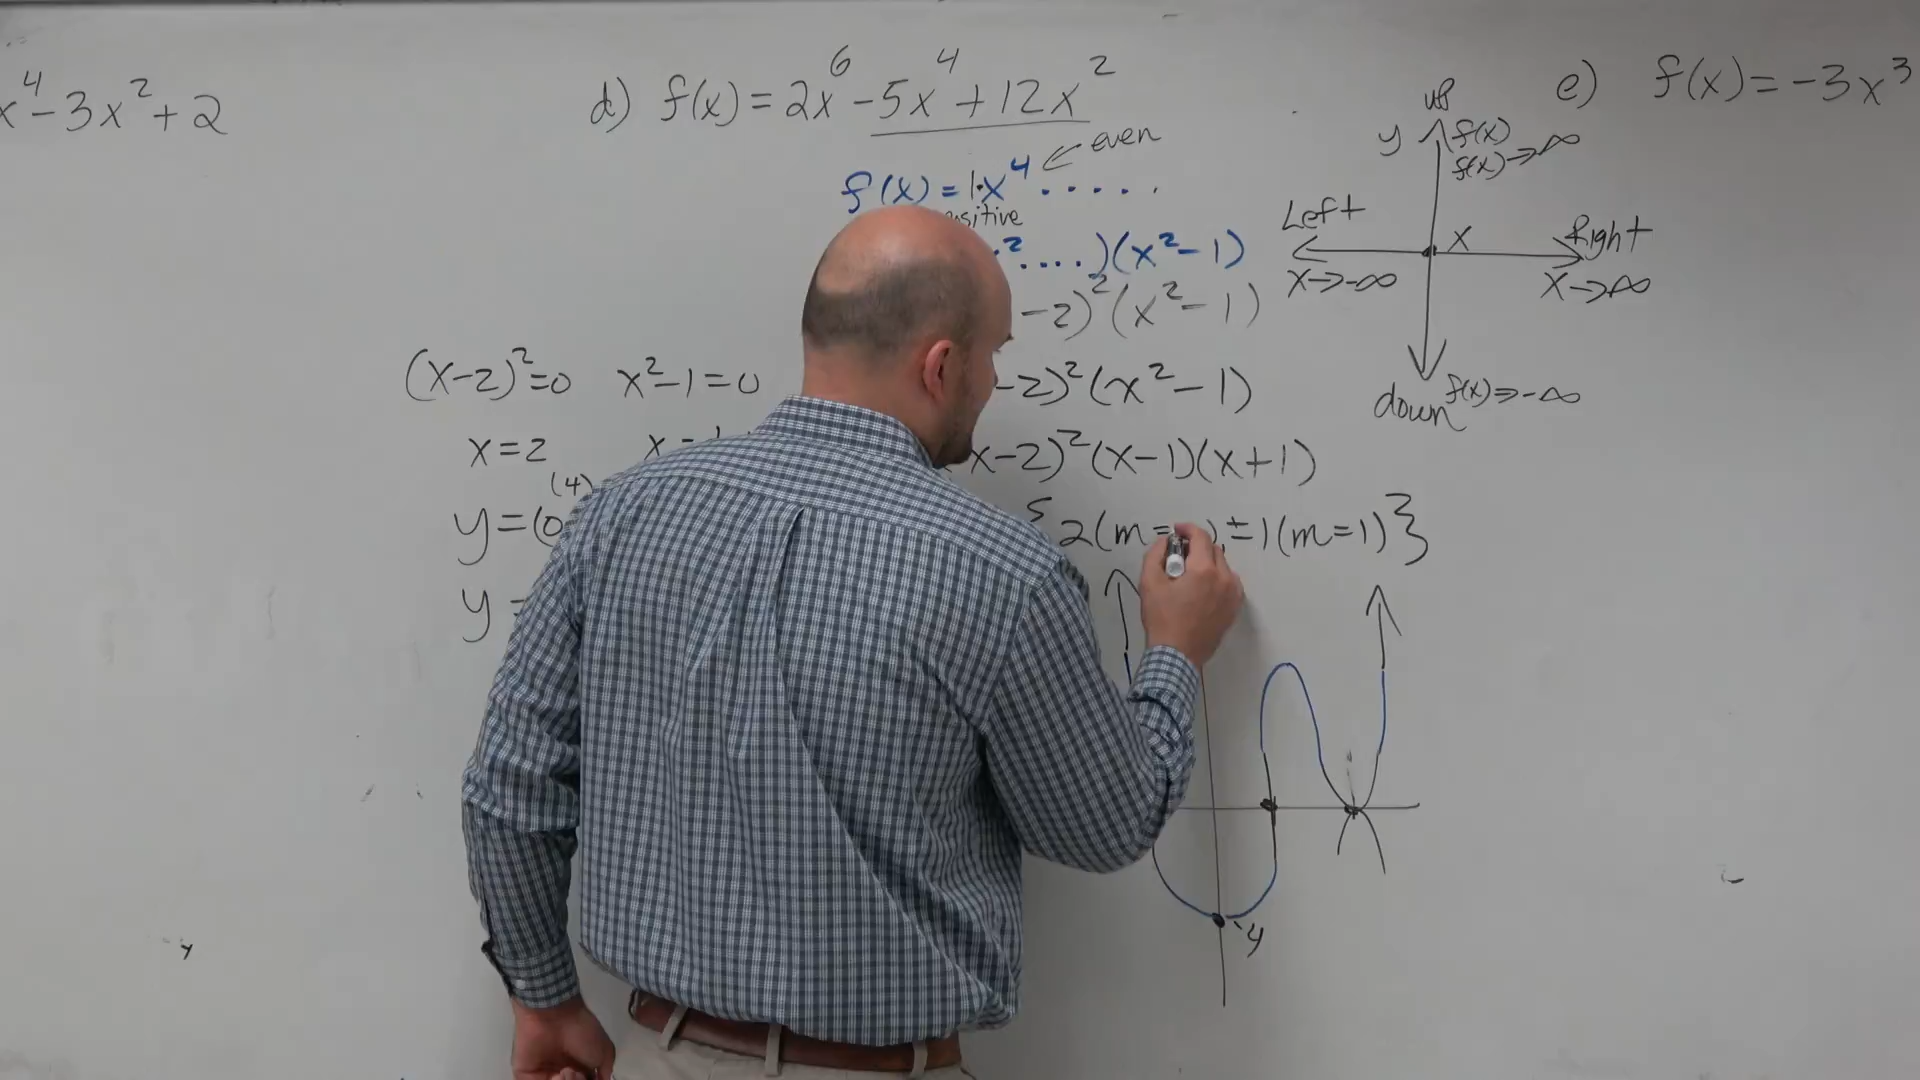 x⁴-3x²+2
d) f(x)=2x⁶-5x⁴+12x²
e) f(x)=-3x³
even
f(x)=1·x⁴.....
(x²-1)
-2)²(x²-1)
(x-2)²=0 x²-1=0 -2)²(x²-1)
x=2 x-2)²(x-1)(x+1)
(4)
y=(0
2(m= ), ±1(m=1)}
y=
-4
up
y f(x)
f(x)→∞
Left x Right
x→-∞ x→∞
down f(x)→-∞